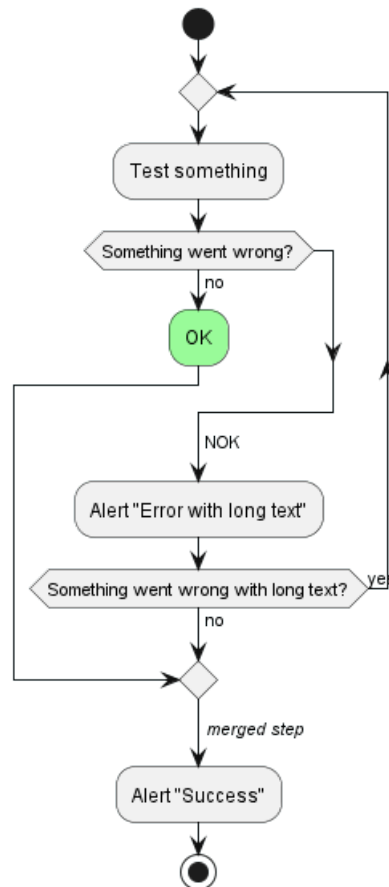 Test something
Something went wrong?
no
OK
NOK
Alert "Error with long text"
Something went wrong with long text?
yes
no
merged step
Alert "Success"